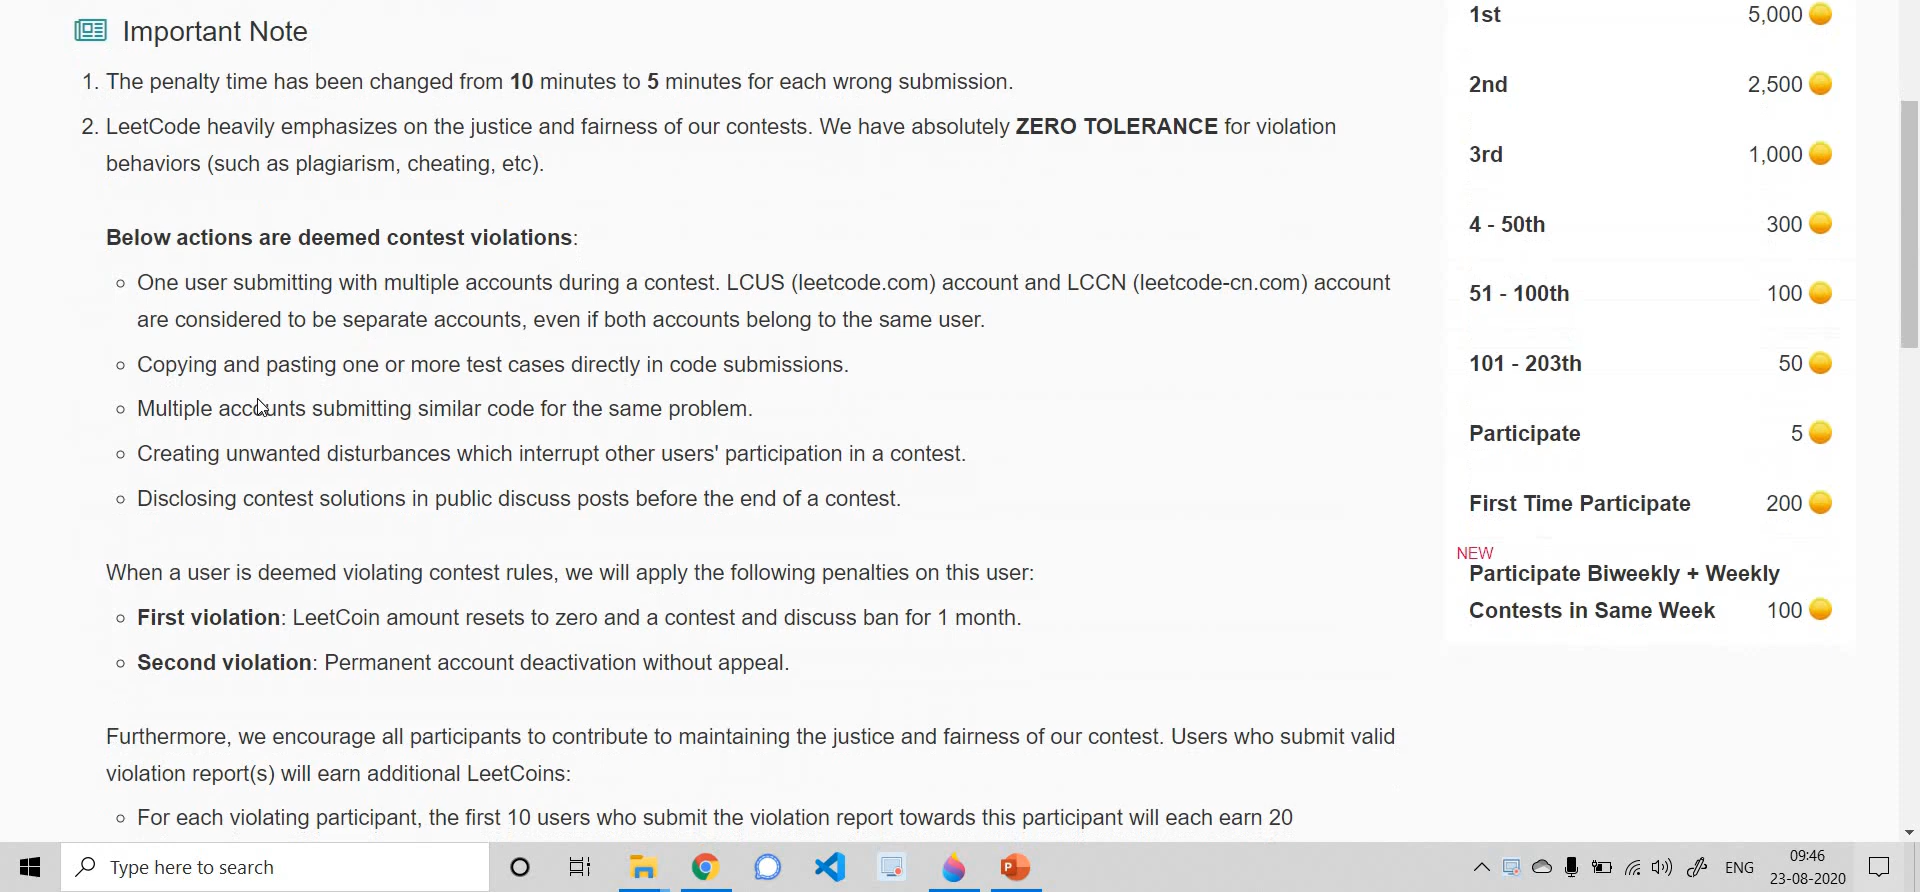 Important Note
1. The penalty time has been changed from 10 minutes to 5 minutes for each wrong submission.
2. LeetCode heavily emphasizes on the justice and fairness of our contests. We have absolutely ZERO TOLERANCE for violation
behaviors (such as plagiarism, cheating, etc).
Below actions are deemed contest violations:
One user submitting with multiple accounts during a contest. LCUS (leetcode.com) account and LCCN (leetcode-cn.com) account
are considered to be separate accounts, even if both accounts belong to the same user.
Copying and pasting one or more test cases directly in code submissions.
Multiple accounts submitting similar code for the same problem.
Creating unwanted disturbances which interrupt other users' participation in a contest.
Disclosing contest solutions in public discuss posts before the end of a contest.
When a user is deemed violating contest rules, we will apply the following penalties on this user:
First violation: LeetCoin amount resets to zero and a contest and discuss ban for 1 month.
Second violation: Permanent account deactivation without appeal.
Furthermore, we encourage all participants to contribute to maintaining the justice and fairness of our contest. Users who submit valid
violation report(s) will earn additional LeetCoins:
For each violating participant, the first 10 users who submit the violation report towards this participant will each earn 20
1st 5,000
2nd 2,500
3rd 1,000
4 - 50th 300
51 - 100th 100
101 - 203th 50
Participate 5
First Time Participate 200
NEW
Participate Biweekly + Weekly
Contests in Same Week 100
Type here to search
P
ENG
09:46
23-08-2020